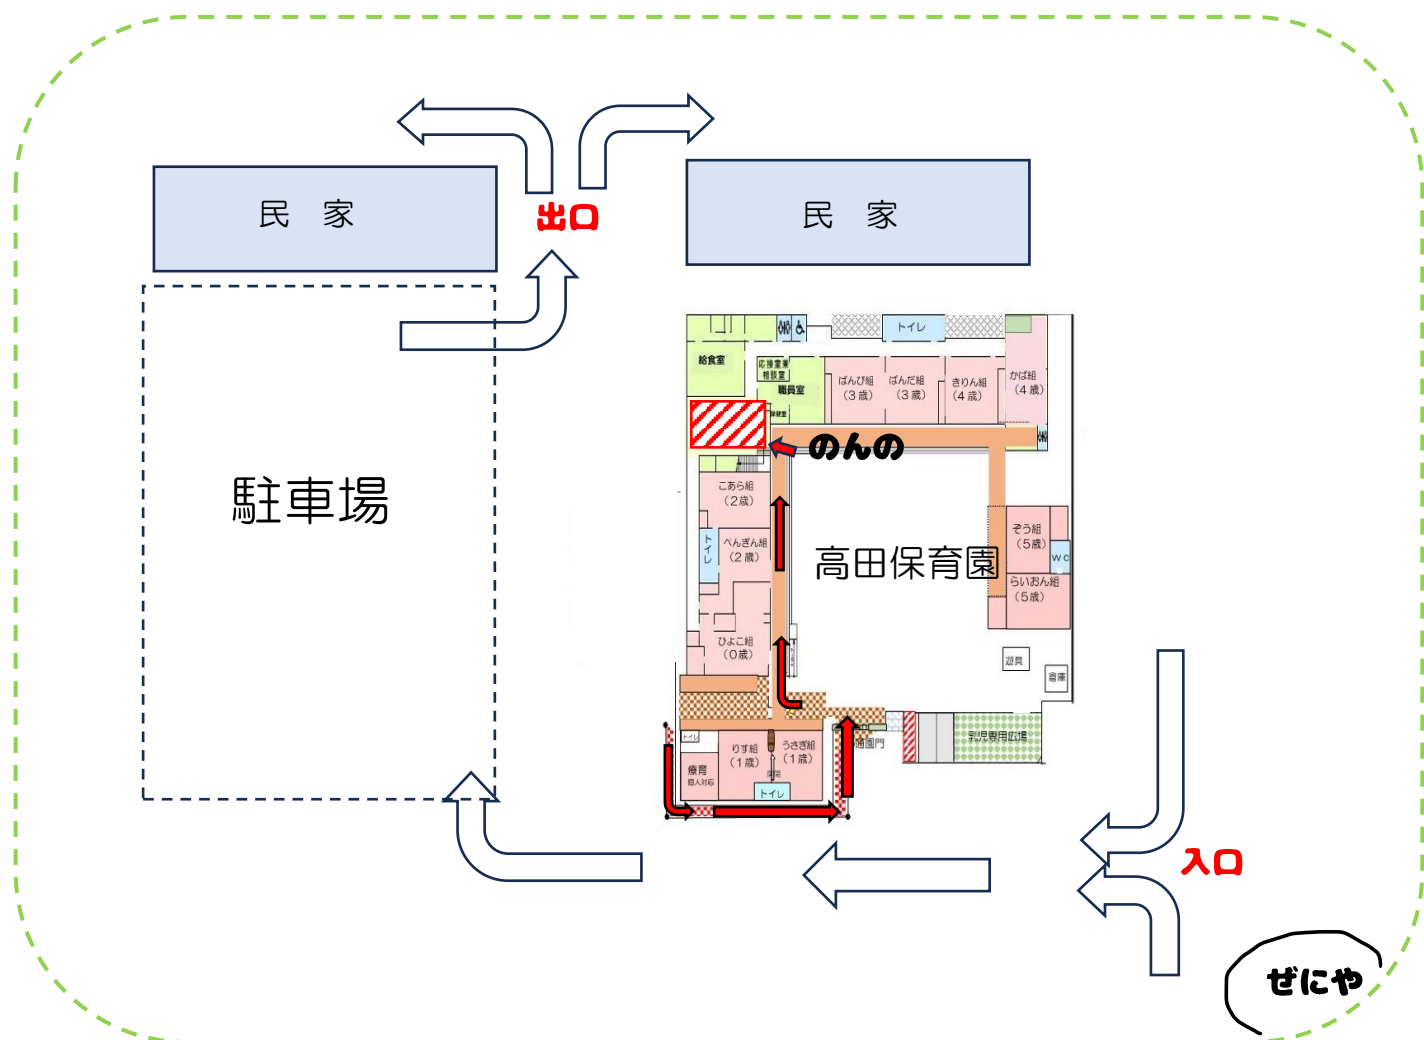 民　家
出口
民　家
給食室
応接室兼
相談室
職員室
保健室
トイレ
ぱんび組
（３歳）
ぱんだ組
（３歳）
きりん組
（４歳）
かば組
（４歳）
のんの
駐車場
こあら組
（２歳）
トイレ
ぺんぎん組
（２歳）
高田保育園
ぞう組
（５歳）
ＷＣ
らいおん組
（５歳）
ひよこ組
（０歳）
遊具
倉庫
トイレ
りす組
（１歳）
うさぎ組
（１歳）
療育
個人対応
トイレ
通園門
乳児専用広場
入口
ぜにや